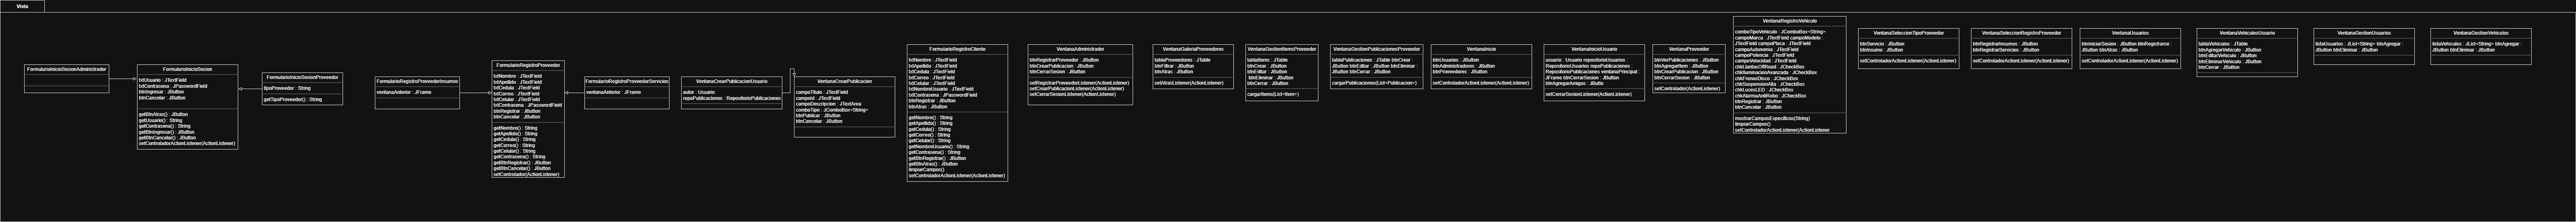 Vista
FormularioInicioSesionAdministrador
FormularioInicioSesion
txtUsuario : JTextField
txtContrasena : JPasswordField
btnIngresar : JButton
btnCancelar : JButton
getBtnAtras() : JButton
getUsuario() : String
getContrasena() : String
getBtnIngresar() : JButton
getBtnCancelar() : JButton
setControladorActionListener(ActionListener)
FormularioInicioSesionProveedor
tipoProveedor : String
getTipoProveedor() : String
FormularioRegistroProveedorInsumos
ventanaAnterior : JFrame
FormularioRegistroProveedor
txtNombre : JTextField
txtApellido : JTextField
txtCedula : JTextField
txtCorreo : JTextField
txtCelular : JTextField
txtContrasena : JPasswordField
btnRegistrar : JButton
btnCancelar : JButton
getNombre() : String
getApellido() : String
getCedula() : String
getCorreo() : String
getCelular() : String
getContrasena() : String
getBtnRegistrar() : JButton
getBtnCancelar() : JButton
setControlador(ActionListener)
FormularioRegistroProveedorServicios
ventanaAnterior : JFrame
VentanaCrearPublicacionUsuario
autor : Usuario
repoPublicaciones : RepositorioPublicaciones
VentanaCrearPublicacion
campoTitulo : JTextField
campoId : JTextField
campoDescripcion : JTextArea
comboTipo : JComboBox<String>
btnPublicar : JButton
btnCancelar : JButton
FormularioRegistroCliente
txtNombre : JTextField
txtApellido : JTextField
txtCedula : JTextField
txtCorreo : JTextField
txtCelular : JTextField
txtNombreUsuario : JTextField
txtContrasena : JPasswordField
btnRegistrar : JButton
btnAtras : JButton
getNombre() : String
getApellido() : String
getCedula() : String
getCorreo() : String
getCelular() : String
getNombreUsuario() : String
getContrasena() : String
getBtnRegistrar() : JButton
getBtnAtras() : JButton
limpiarCampos()
setControladorActionListener(ActionListener)
VentanaAdministrador
btnRegistrarProveedor : JButton
btnCrearPublicacion : JButton
btnCerrarSesion : JButton
setRegistrarProveedorListener(ActionListener)
setCrearPublicacionListener(ActionListener)
setCerrarSesionListener(ActionListener)
VentanaGaleriaProveedores
tablaProveedores : JTable
btnFiltrar : JButton
btnAtras : JButton
setAtrasListener(ActionListener)
VentanaGestionItemsProveedor
tablaItems : JTable
btnCrear : JButton
btnEditar : JButton
btnEliminar : JButton
btnCerrar : JButton
cargarItems(List<Item>)
VentanaGestionPublicacionesProveedor
tablaPublicaciones : JTable btnCrear :
JButton btnEditar : JButton btnEliminar :
JButton btnCerrar : JButton
cargarPublicaciones(List<Publicacion>)
VentanaInicio
btnUsuarios : JButton
btnAdministradores : JButton
btnProveedores : JButton
setControladorActionListener(ActionListener)
VentanaInicioUsuario
usuario : Usuario repositorioUsuarios :
RepositorioUsuarios repoPublicaciones :
RepositorioPublicaciones ventanaPrincipal :
JFrame btnCerrarSesion : JButton
btnAgregarAmigos : JButto
setCerrarSesionListener(ActionListener)
VentanaProveedor
btnVerPublicaciones : JButton
btnAgregarItem : JButton
btnCrearPublicacion : JButton
btnCerrarSesion : JButton
setControlador(ActionListener)
VentanaRegistroVehiculo
comboTipoVehiculo : JComboBox<String>
campoMarca : JTextField campoModelo :
JTextField campoPlaca : JTextField
campoAutonomia : JTextField
campoPotencia : JTextField
campoVelocidad : JTextField
chkLlantasOffRoad : JCheckBox
chkIluminacionAvanzada : JCheckBox
chkFrenosDisco : JCheckBox
chkSuspensionAlta : JCheckBox
chkLucesLED : JCheckBox
chkAlarmaAntiRobo : JCheckBox
btnRegistrar : JButton
btnCancelar : JButton
mostrarCamposEspecificos(String)
limpiarCampos()
setControladorActionListener(ActionListener
VentanaSeleccionTipoProveedor
btnServicio : JButton
btnInsumo : JButton
setControladorActionListener(ActionListener)
VentanaSeleccionRegistroProveedor
btnRegistrarInsumos : JButton
btnRegistrarServicios : JButton
setControladorActionListener(ActionListener)
VentanaUsuarios
btnIniciarSesion : JButton btnRegistrarse :
JButton btnAtras : JButton
setControladorActionListener(ActionListener)
VentanaVehiculosUsuario
tablaVehiculos : JTable
btnAgregarVehiculo : JButton
btnEditarVehiculo : JButton
btnEliminarVehiculo : JButton
btnCerrar : JButton
VentanaGestionUsuarios
listaUsuarios : JList<String> btnAgregar :
JButton btnEliminar : JButton
VentanaGestionVehiculos
listaVehiculos : JList<String> btnAgregar :
JButton btnEliminar : JButton